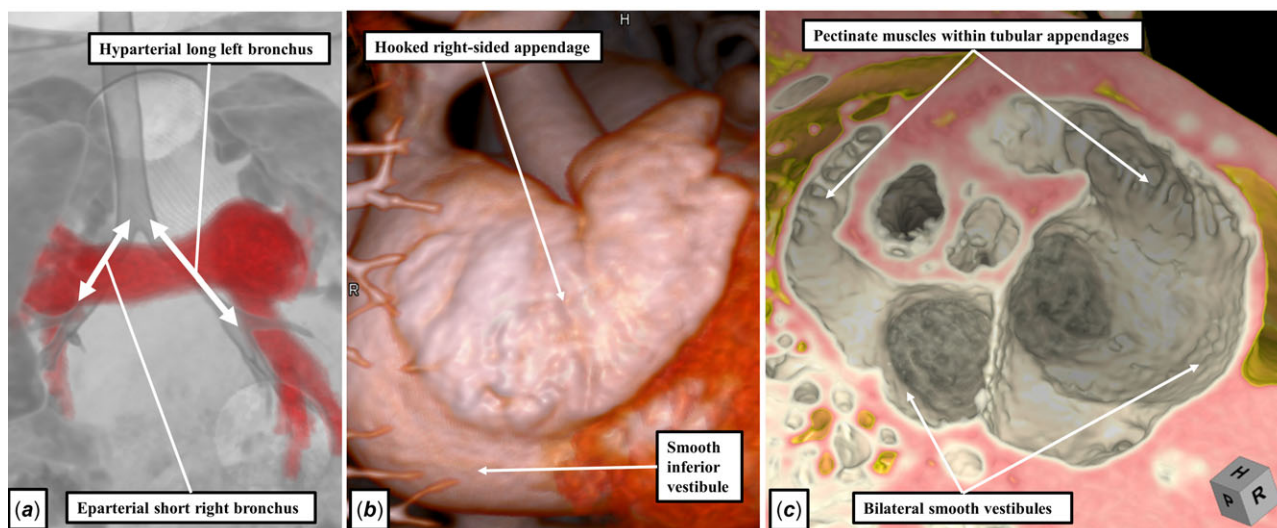 Hyparterial long left bronchus
Eparterial short right bronchus
(a)
H
Hooked right-sided appendage
R
Smooth
inferior
vestibule
(b)
Pectinate muscles within tubular appendages
Bilateral smooth vestibules
(c)
H
A
R